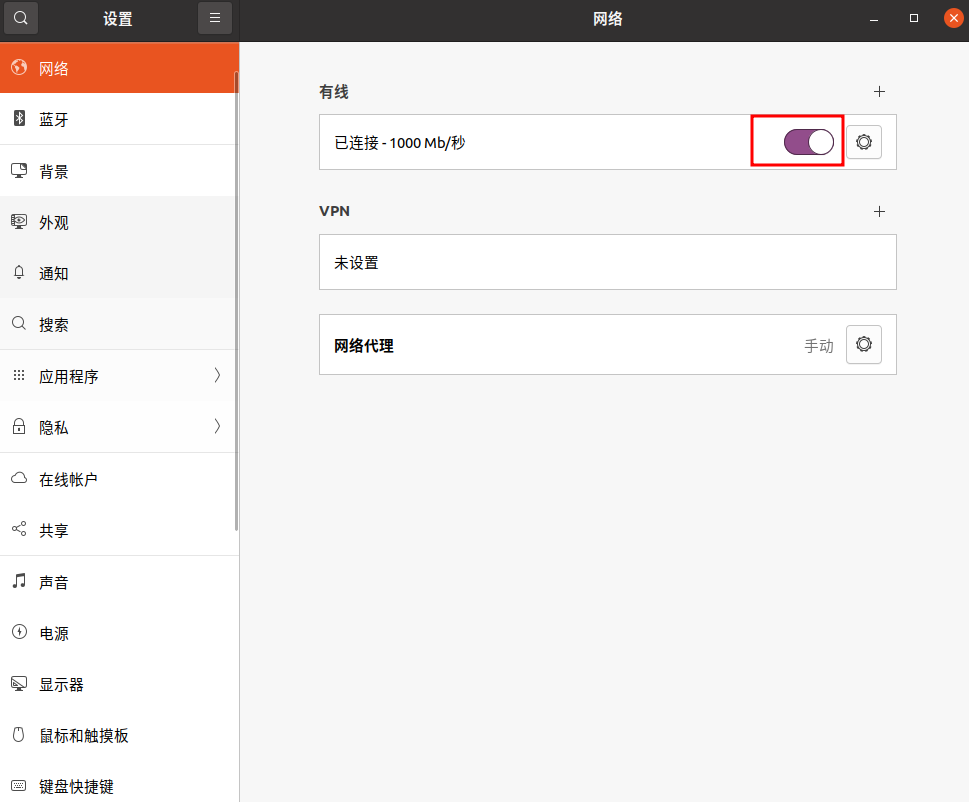 设置
网络
网络
蓝牙
背景
外观
通知
搜索
应用程序
隐私
在线帐户
共享
声音
电源
显示器
鼠标和触摸板
键盘快捷键
有线
已连接 - 1000 Mb/秒
VPN
未设置
网络代理
手动